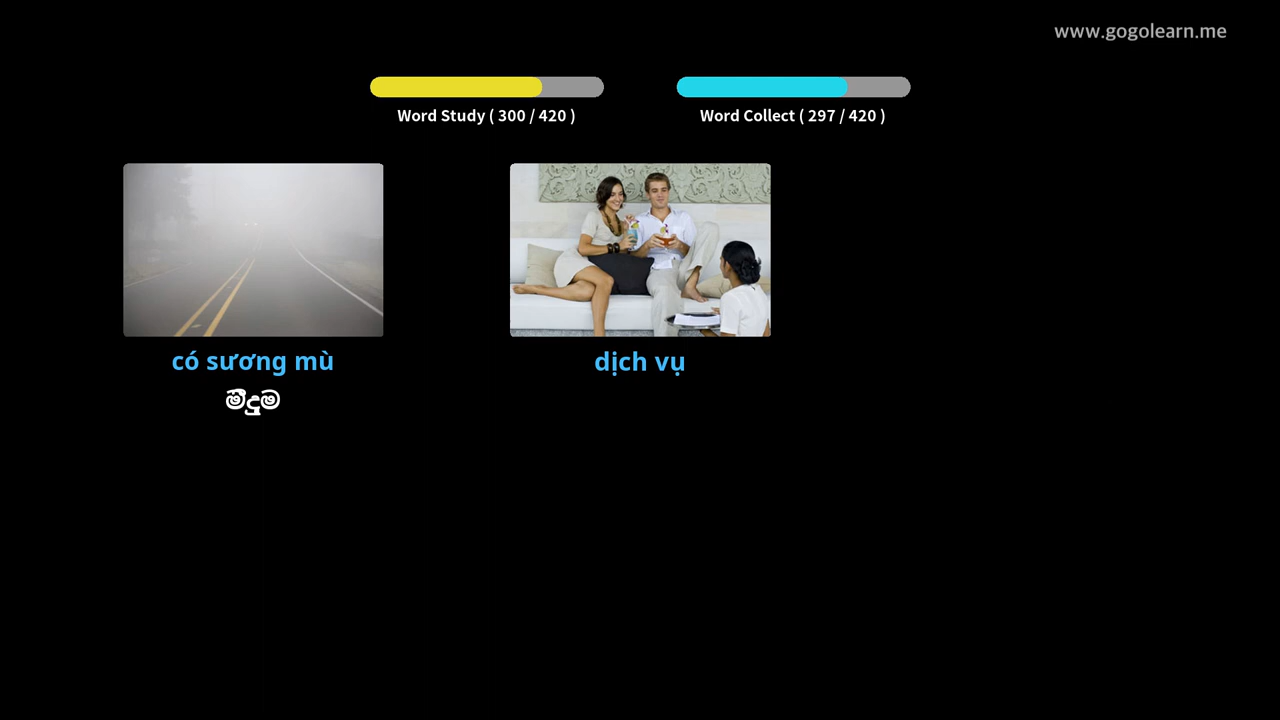 www.gogolearn.me
Word Study ( 300 / 420 )
Word Collect ( 297 / 420 )
có sương mù
dịch vụ
මීදුම